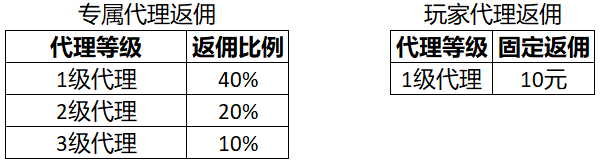 专属代理返佣
代理等级 返佣比例
1级代理 40%
2级代理 20%
3级代理 10%
玩家代理返佣
代理等级 固定返佣
1级代理 10元